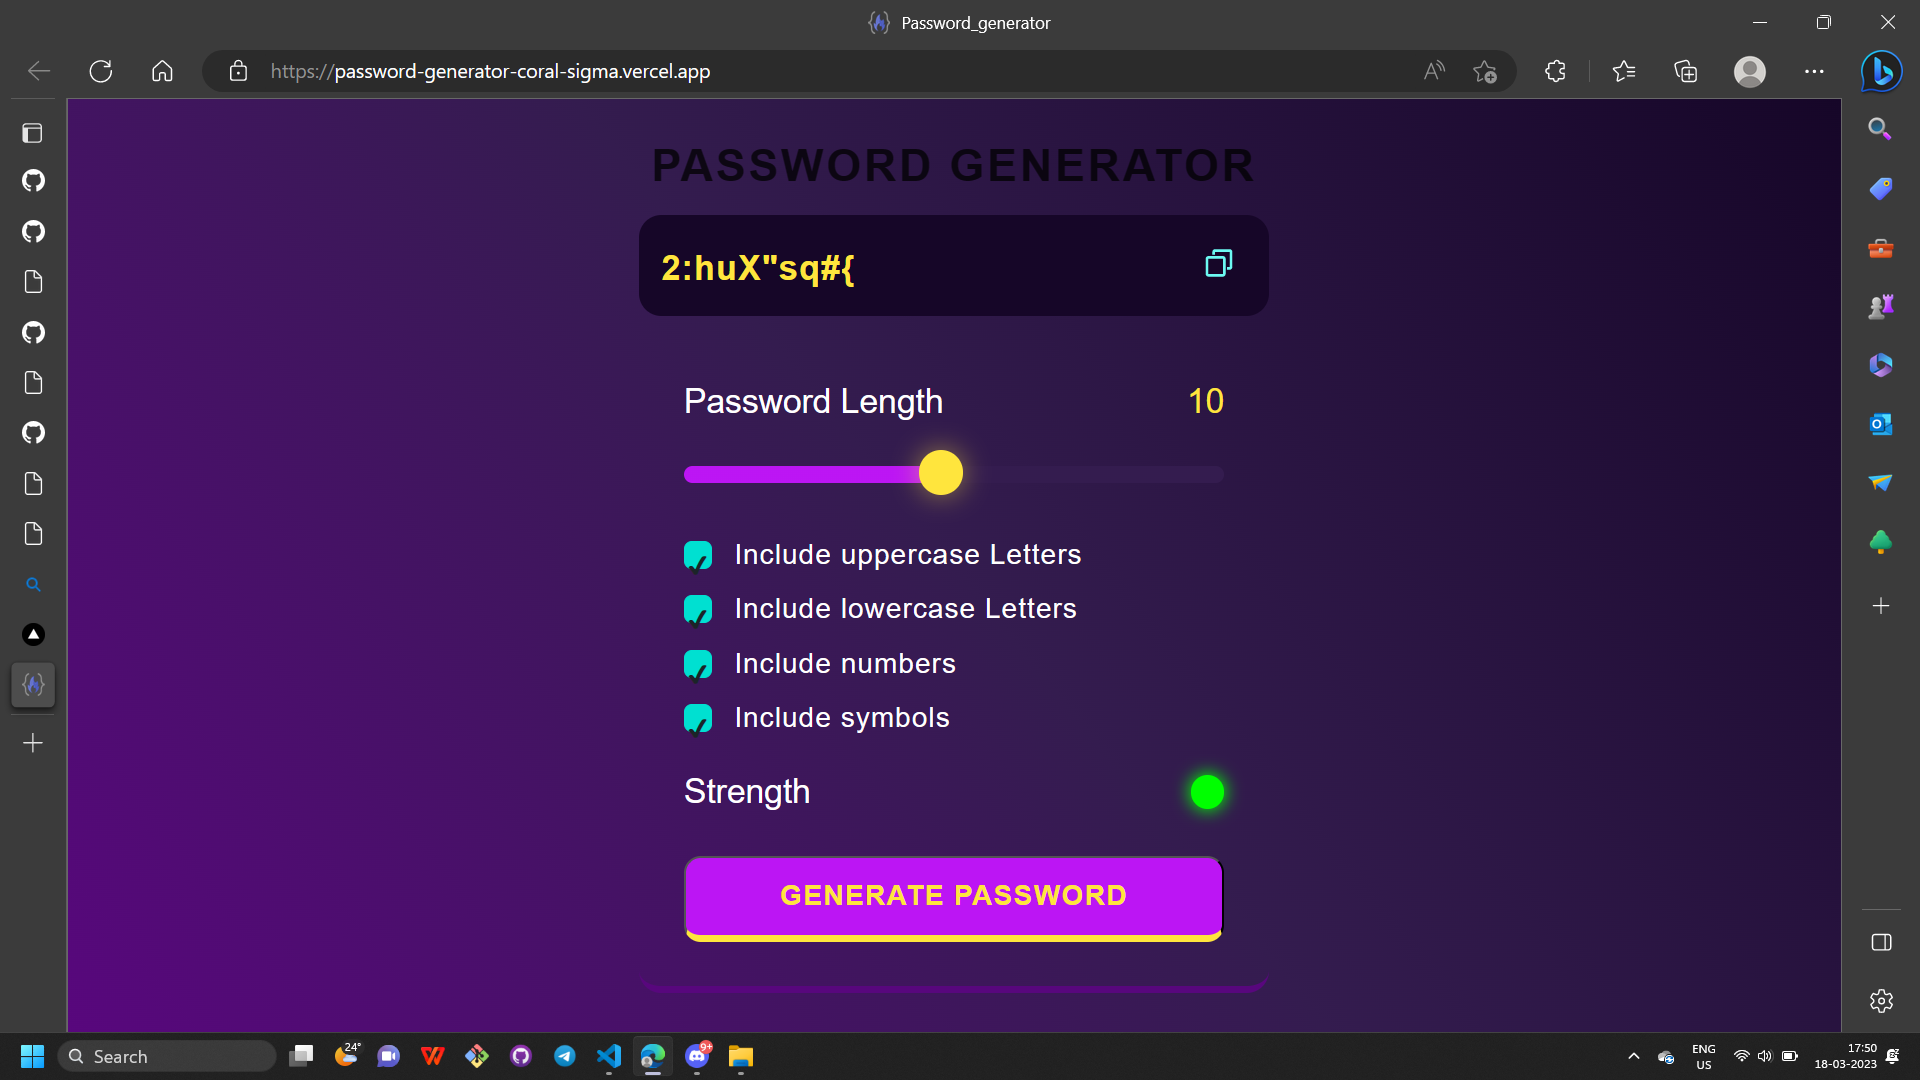 Password_generator
https://password-generator-coral-sigma.vercel.app
PASSWORD GENERATOR
2:huX"sq#{
Password Length 10
Include uppercase Letters
Include lowercase Letters
Include numbers
Include symbols
Strength
GENERATE PASSWORD
Search
24°
9+
ENG
US
17:50
18-03-2023